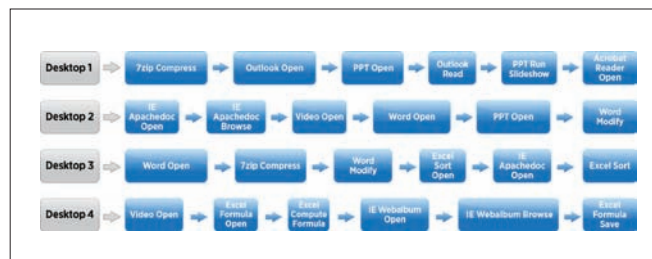 Desktop 1
7zip Compress
Outlook Open
PPT Open
Outlook
Read
PPT Run
Slideshow
Acrobat
Reader
Open
Desktop 2
IE
Apachedoc
Open
IE
Apachedoc
Browse
Video Open
Word Open
PPT Open
Word
Modify
Desktop 3
Word Open
7zip Compress
Word
Modify
Excel
Sort
Open
IE
Apachedoc
Open
Excel Sort
Desktop 4
Video Open
Excel
Formula
Open
Excel
Compute
Formula
IE Webalbum
Open
IE Webalbum Browse
Excel
Formula
Save